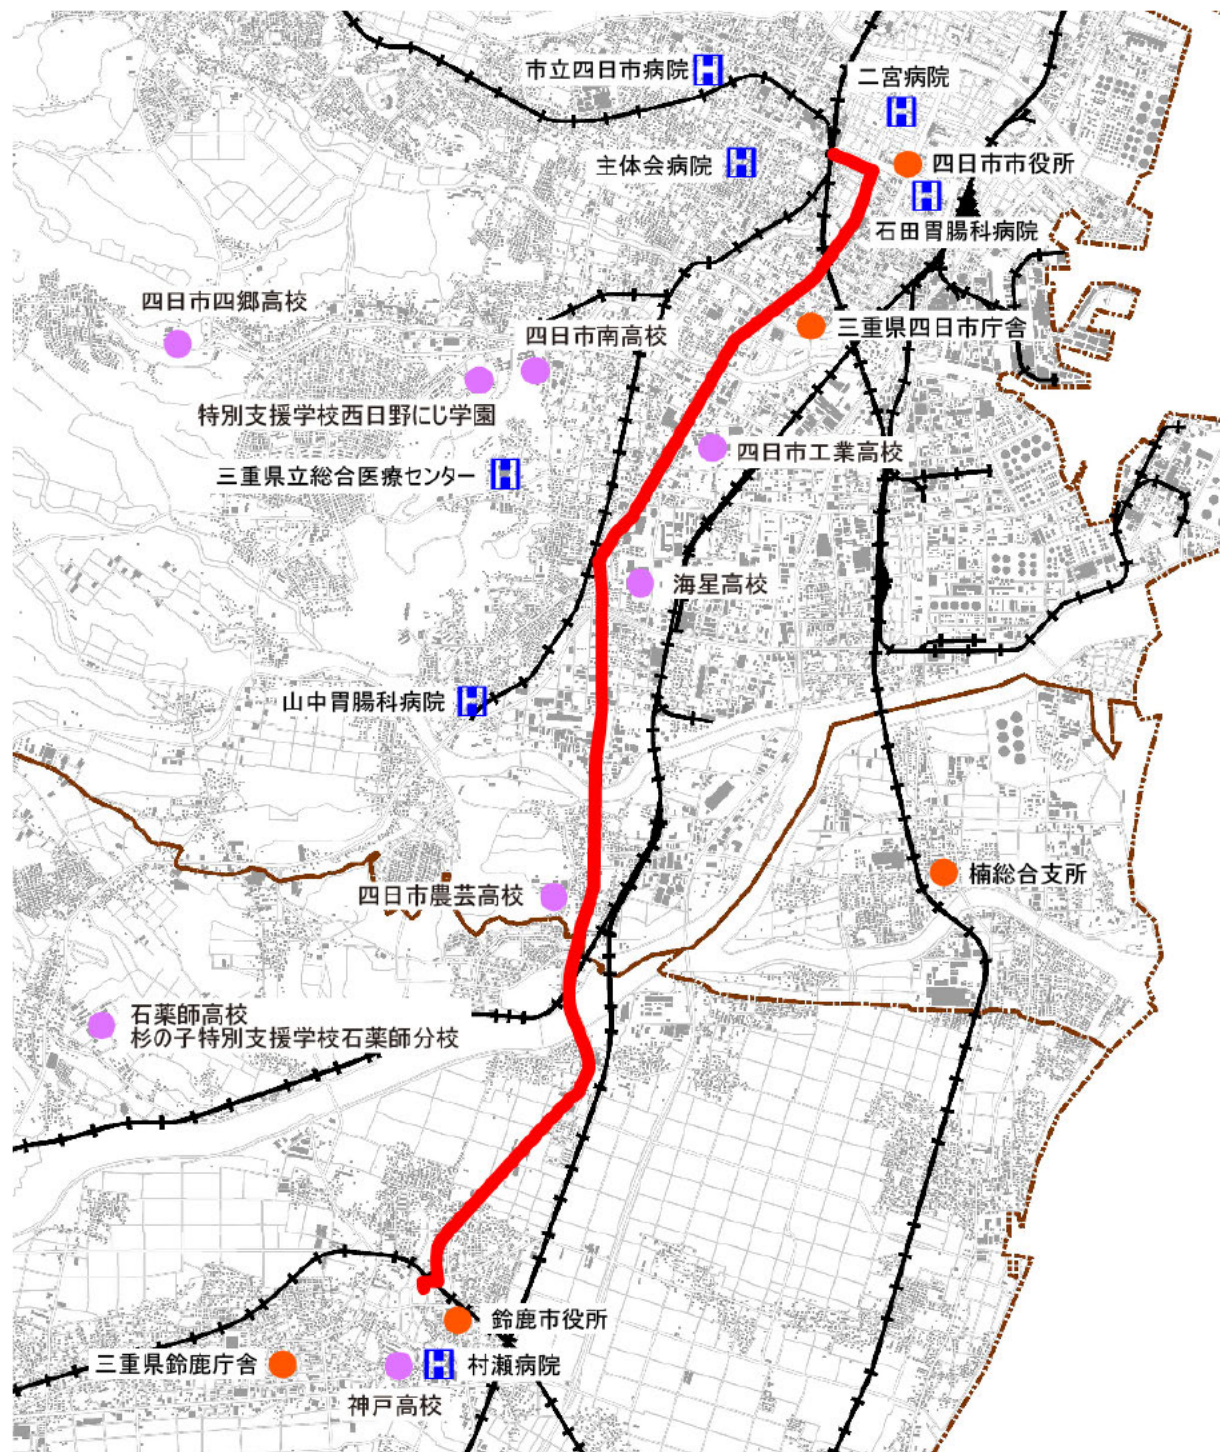 市立四日市病院
二宮病院
主体会病院
四日市市役所
石田胃腸科病院
四日市四郷高校
四日市南高校
三重県四日市庁舎
特別支援学校西日野にじ学園
四日市工業高校
三重県立総合医療センター
海星高校
山中胃腸科病院
楠総合支所
四日市農芸高校
石薬師高校
杉の子特別支援学校石薬師分校
鈴鹿市役所
三重県鈴鹿庁舎
村瀬病院
神戸高校